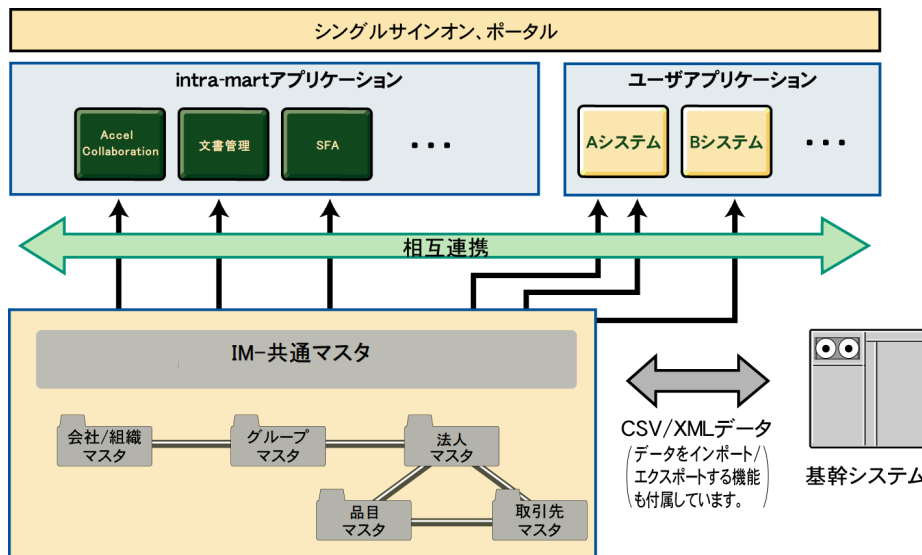 シングルサインオン、ポータル
intra-martアプリケーション
ユーザアプリケーション
Accel
Collaboration
文書管理
SFA
・・・
Aシステム
Bシステム
・・・
相互連携
IM-共通マスタ
会社/組織
マスタ
グループ
マスタ
法人
マスタ
品目
マスタ
取引先
マスタ
CSV/XMLデータ
(データをインポート/
エクスポートする機能
も付属しています。)
基幹システム